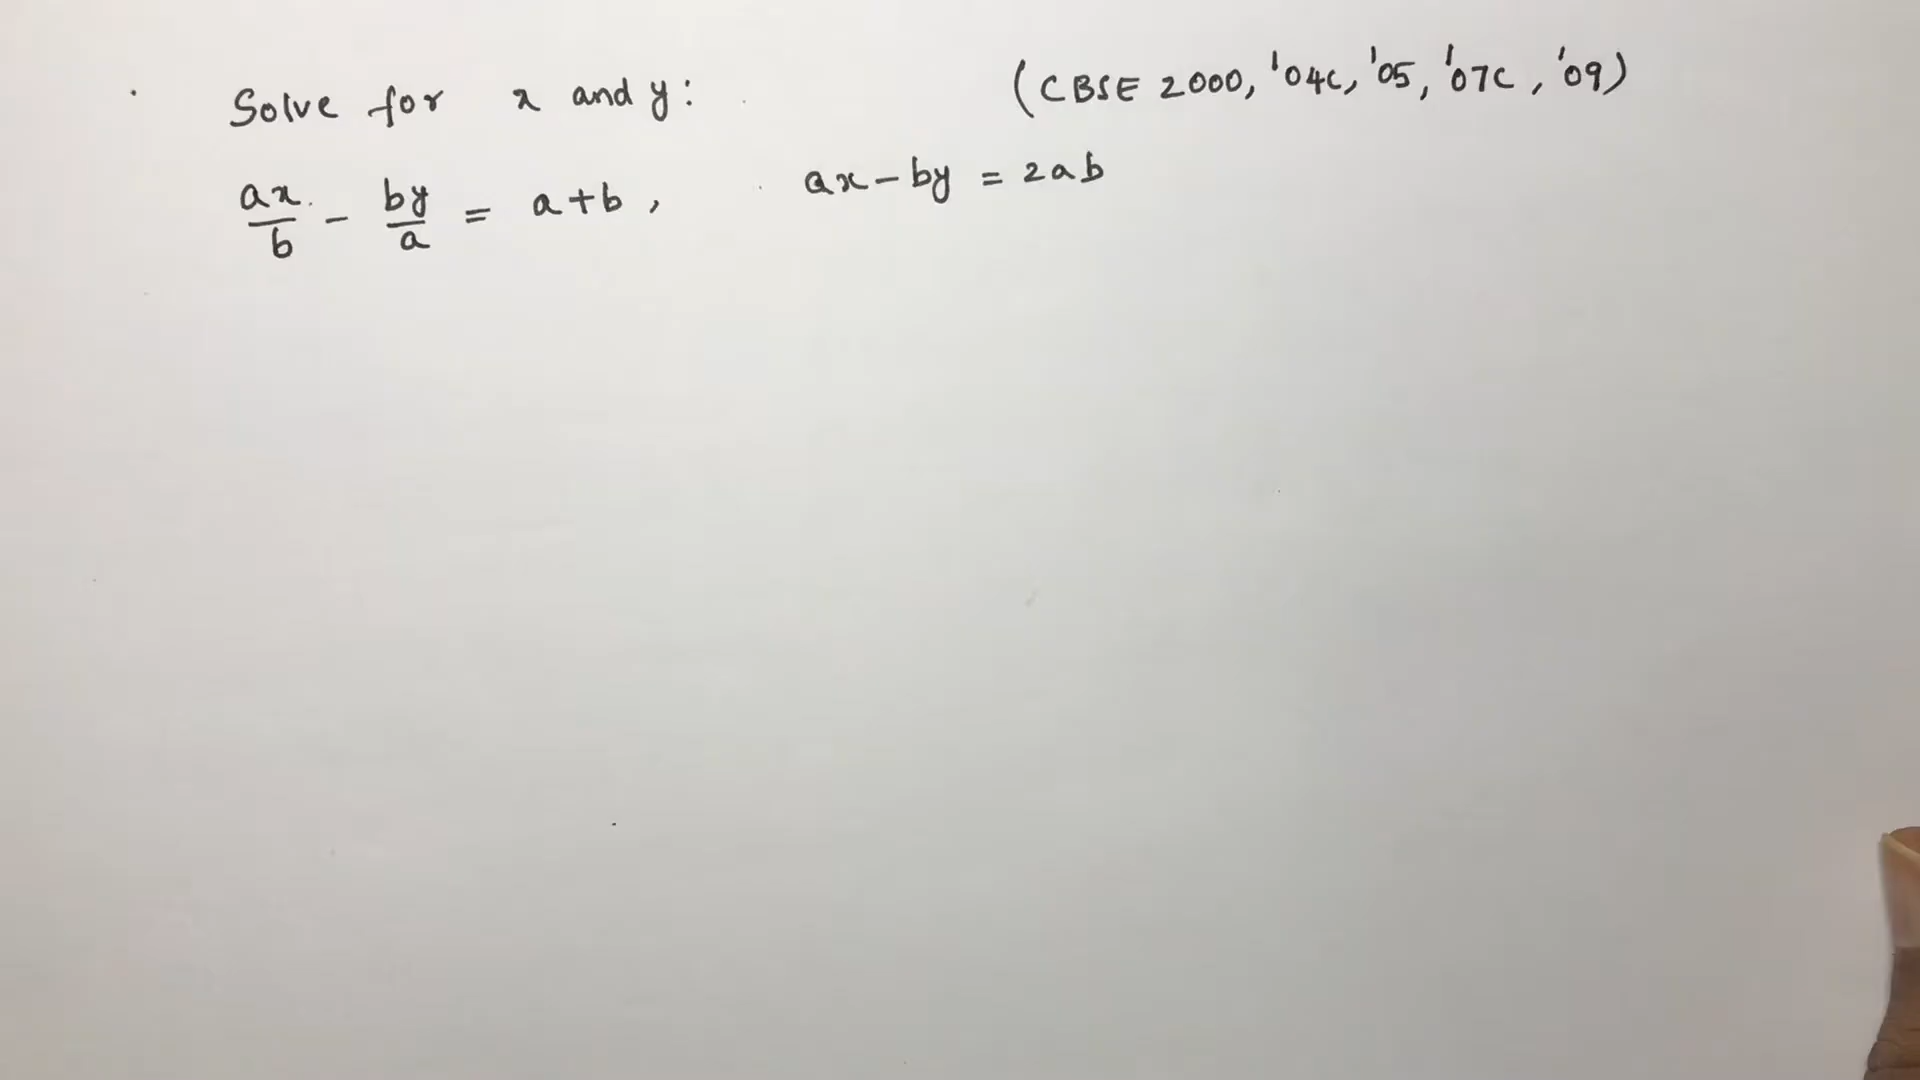 Solve for x and y: (CBSE 2000, '04C, '05, '07C, '09)
ax/b - by/a = a+b, ax-by = 2ab